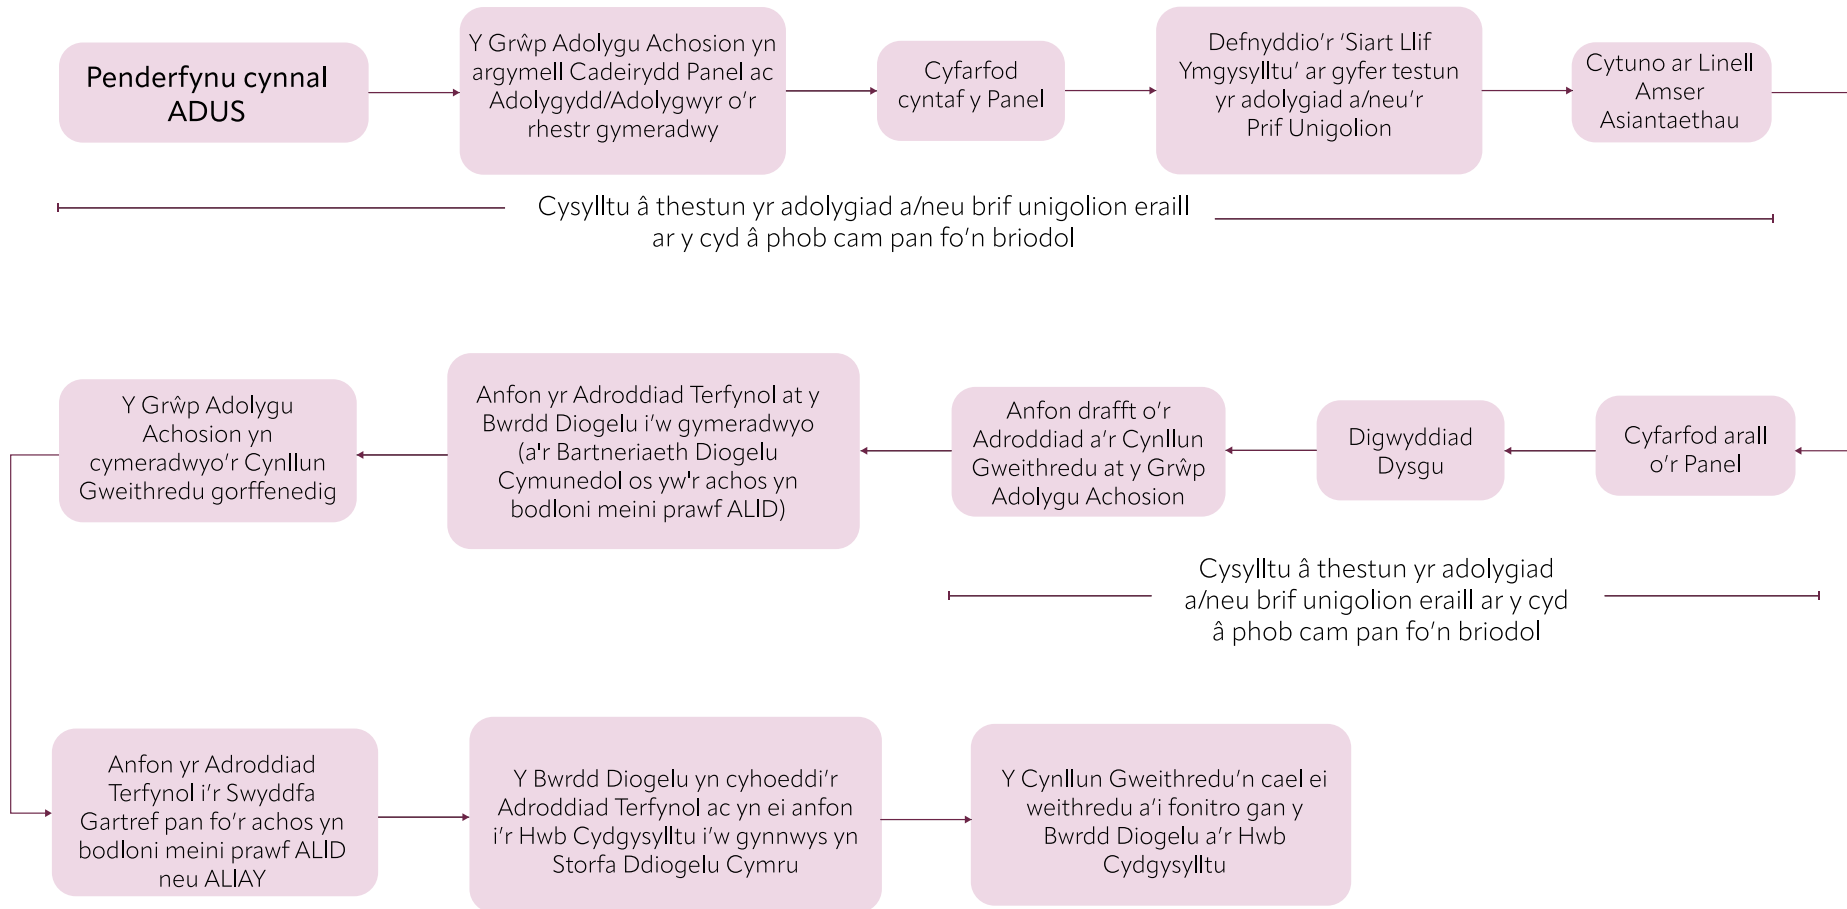 Penderfynu cynnal
ADUS
Y Grŵp Adolygu Achosion yn
argymell Cadeirydd Panel ac
Adolygydd/Adolygwyr o'r
rhestr gymeradwy
Cyfarfod
cyntaf y Panel
Defnyddio'r ‘Siart Llif
Ymgysylltu’ ar gyfer testun
yr adolygiad a/neu'r
Prif Unigolion
Cytuno ar Linell
Amser
Asiantaethau
Cysylltu â thestun yr adolygiad a/neu brif unigolion eraill
ar y cyd â phob cam pan fo'n briodol
Cyfarfod arall
o'r Panel
Digwyddiad
Dysgu
Anfon drafft o'r
Adroddiad a'r Cynllun
Gweithredu at y Grŵp
Adolygu Achosion
Anfon yr Adroddiad Terfynol at y
Bwrdd Diogelu i'w gymeradwyo
(a'r Bartneriaeth Diogelu
Cymunedol os yw'r achos yn
bodloni meini prawf ALlD)
Y Grŵp Adolygu
Achosion yn
cymeradwyo'r Cynllun
Gweithredu gorffenedig
Cysylltu â thestun yr adolygiad
a/neu brif unigolion eraill ar y cyd
â phob cam pan fo'n briodol
Anfon yr Adroddiad
Terfynol i'r Swyddfa
Gartref pan fo'r achos yn
bodloni meini prawf ALlD
neu ALlAY
Y Bwrdd Diogelu yn cyhoeddi'r
Adroddiad Terfynol ac yn ei anfon
i'r Hwb Cydgysylltu i'w gynnwys yn
Storfa Ddiogelu Cymru
Y Cynllun Gweithredu'n cael ei
weithredu a'i fonitro gan y
Bwrdd Diogelu a'r Hwb
Cydgysylltu